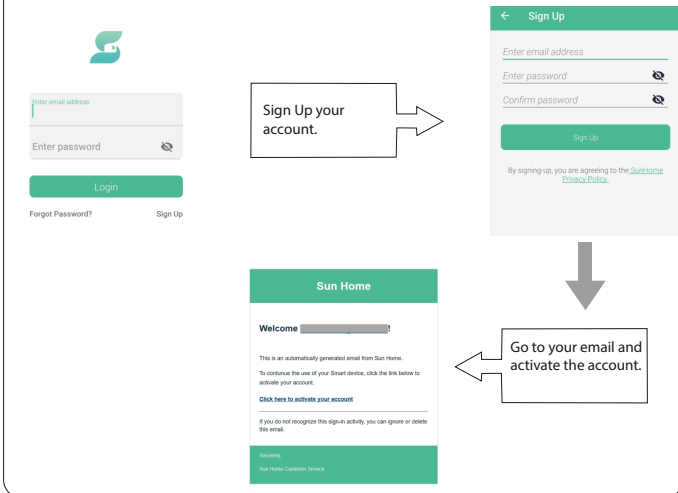 Enter email address
Enter password
Login
Forgot Password? Sign Up
Sign Up your
account.
Sign Up
Enter email address
Enter password
Confirm password
Sign Up
By signing-up, you are agreeing to the SunHome
Privacy Policy
Go to your email and
activate the account.
Sun Home
Welcome !
This is an automatically generated email from Sun Home.
To contunue the use of your Smart device, click the link below to
activate your account.
Click here to activate your account
If you do not recognize this sign-in activity, you can ignore or delete
this email.
Sun Home Customer Service